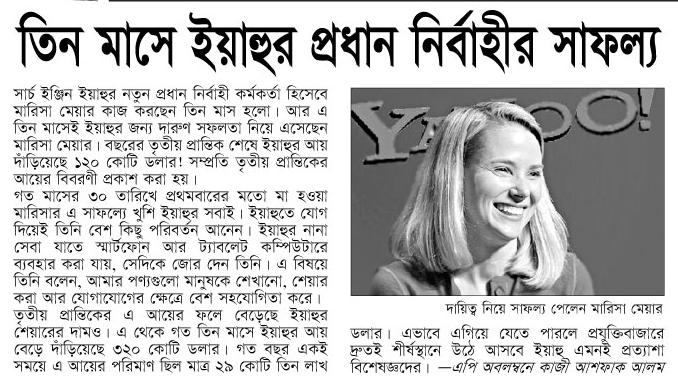 তিন মাসে ইয়াহুর প্রধান নির্বাহীর সাফল্য
সার্চ ইঞ্জিন ইয়াহুর নতুন প্রধান নির্বাহী কর্মকর্তা হিসেবে
মারিসা মেয়ার কাজ করছেন তিন মাস হলো। আর এ
তিন মাসেই ইয়াহুর জন্য দারুণ সফলতা নিয়ে এসেছেন
মারিসা মেয়ার। বছরের তৃতীয় প্রান্তিক শেষে ইয়াহুর আয়
দাঁড়িয়েছে ১২০ কোটি ডলার! সম্প্রতি তৃতীয় প্রান্তিকের
আয়ের বিবরণী প্রকাশ করা হয়।
গত মাসের ৩০ তারিখে প্রথমবারের মতো মা হওয়া
মারিসার এ সাফল্যে খুশি ইয়াহুর সবাই। ইয়াহুতে যোগ
দিয়েই তিনি বেশ কিছু পরিবর্তন আনেন। ইয়াহুর নানা
সেবা যাতে স্মার্টফোন আর ট্যাবলেট কম্পিউটারে
ব্যবহার করা যায়, সেদিকে জোর দেন তিনি। এ বিষয়ে
তিনি বলেন, আমার পণ্যগুলো মানুষকে শেখানো, শেয়ার
করা আর যোগাযোগের ক্ষেত্রে বেশ সহযোগিতা করে।
তৃতীয় প্রান্তিকের এ আয়ের ফলে বেড়েছে ইয়াহুর
শেয়ারের দামও। এ থেকে গত তিন মাসে ইয়াহুর আয়
বেড়ে দাঁড়িয়েছে ৩২০ কোটি ডলার। গত বছর একই
সময়ে এ আয়ের পরিমাণ ছিল মাত্র ২৯ কোটি তিন লাখ
YAHOO!
দায়িত্ব নিয়ে সাফল্য পেলেন মারিসা মেয়ার
ডলার। এভাবে এগিয়ে যেতে পারলে প্রযুক্তিবাজারে
দ্রুতই শীর্ষস্থানে উঠে আসবে ইয়াহু এমনই প্রত্যাশা
বিশেষজ্ঞদের। —এপি অবলম্বনে কাজী আশফাক আলম